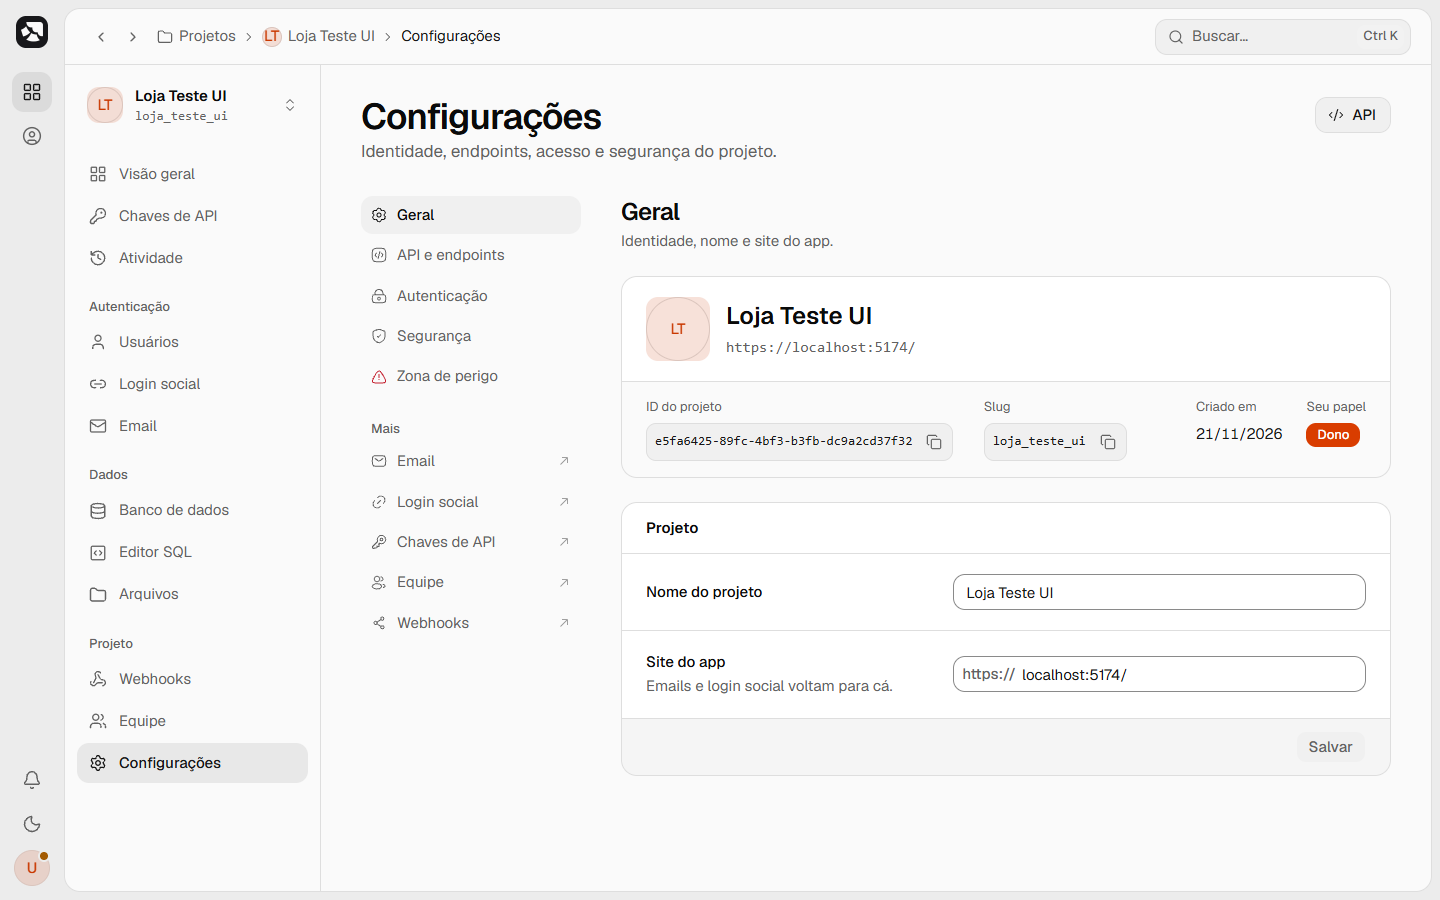 Projetos
LT Loja Teste UI
Configurações
Buscar...
Ctrl K
LT
Loja Teste UI
loja_teste_ui
Visão geral
Chaves de API
Atividade
Autenticação
Usuários
Login social
Email
Dados
Banco de dados
Editor SQL
Arquivos
Projeto
Webhooks
Equipe
Configurações
U
Configurações
Identidade, endpoints, acesso e segurança do projeto.
API
Geral
API e endpoints
Autenticação
Segurança
Zona de perigo
Mais
Email
Login social
Chaves de API
Equipe
Webhooks
Geral
Identidade, nome e site do app.
LT
Loja Teste UI
https://localhost:5174/
ID do projeto
e5fa6425-89fc-4bf3-b3fb-dc9a2cd37f32
Slug
loja_teste_ui
Criado em
21/11/2026
Seu papel
Dono
Projeto
Nome do projeto
Loja Teste UI
Site do app
Emails e login social voltam para cá.
https:// localhost:5174/
Salvar